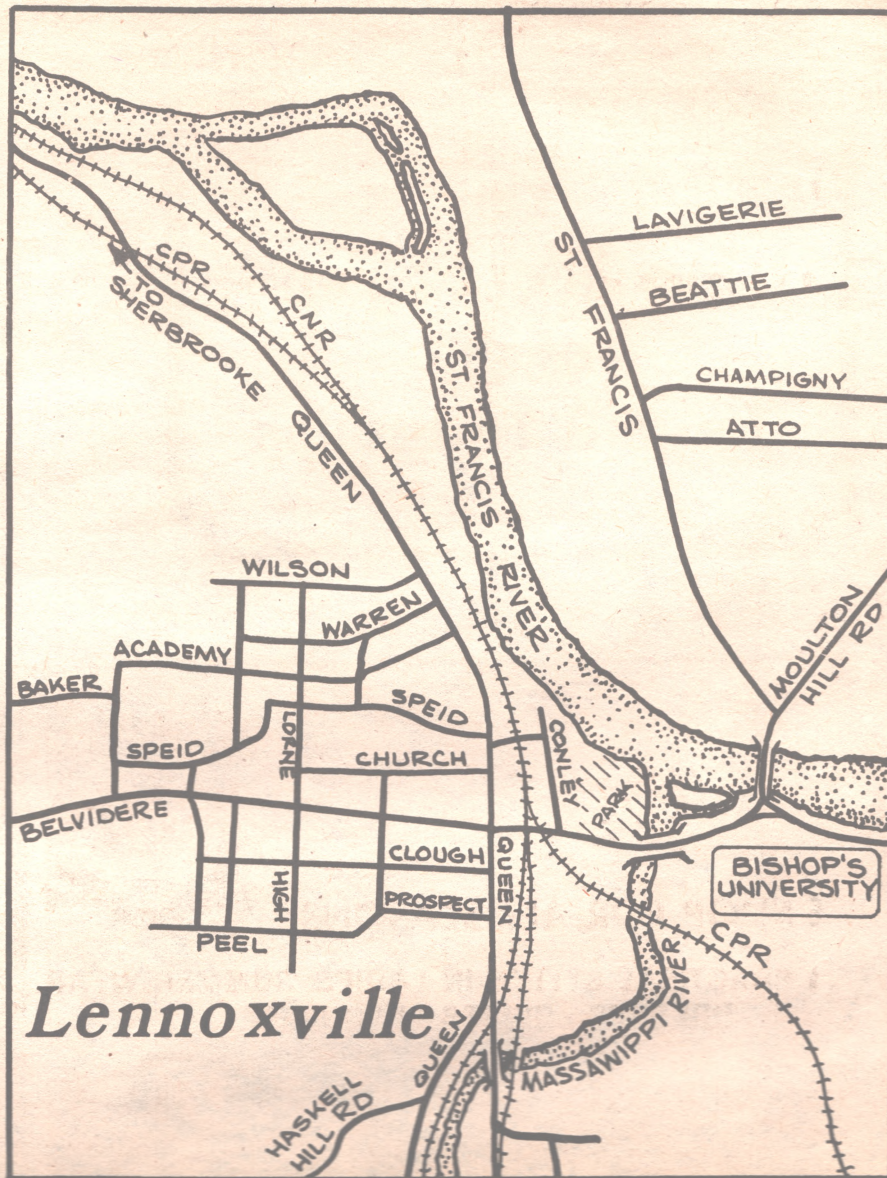 LAVIGERIE
ST. FRANCIS
BEATTIE
CPR
CNR
TO
SHERBROOKE
QUEEN
ST. FRANCIS RIVER
CHAMPIGNY
ATTO
WILSON
WARREN
ACADEMY
MOULTON
HILL RD
BAKER
SPEID
SPEID
LORNE
CHURCH
CONLEY
PARK
BELVIDERE
CLOUGH
QUEEN
BISHOP'S
UNIVERSITY
HIGH
PROSPECT
PEEL
CPR
Lennoxville
QUEEN
MASSAWIPPI RIVER
HASKELL
HILL RD